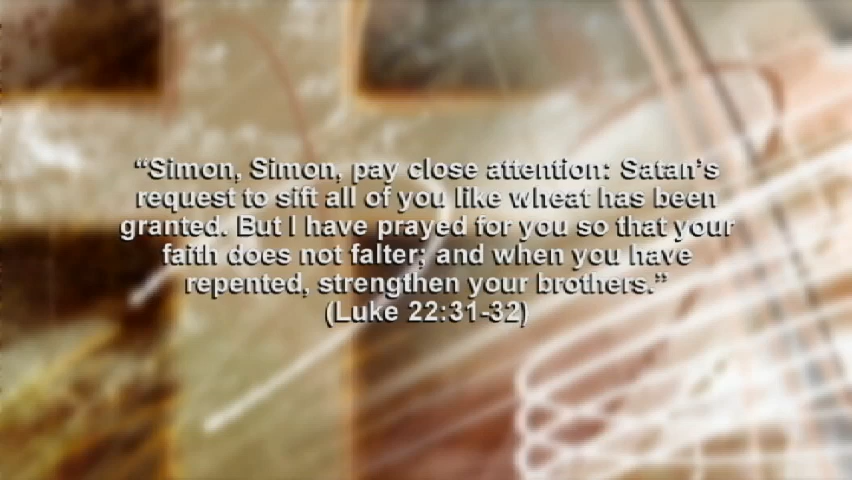 “Simon, Simon, pay close attention: Satan’s
request to sift all of you like wheat has been
granted. But I have prayed for you so that your
faith does not falter; and when you have
repented, strengthen your brothers.”
(Luke 22:31-32)